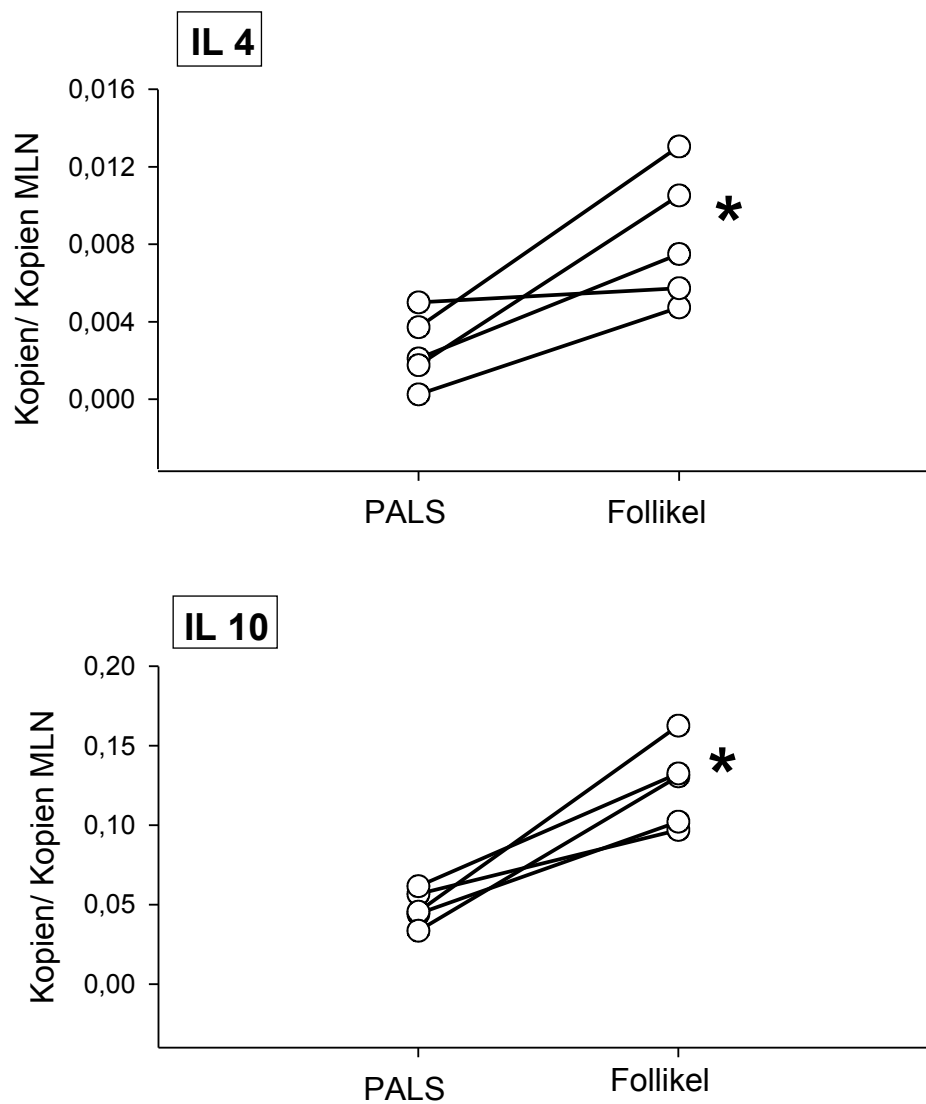 IL 4
Kopien/ Kopien MLN
0,016
0,012
0,008
0,004
0,000
*
PALS Follikel
IL 10
Kopien/ Kopien MLN
0,20
0,15
0,10
0,05
0,00
*
PALS Follikel